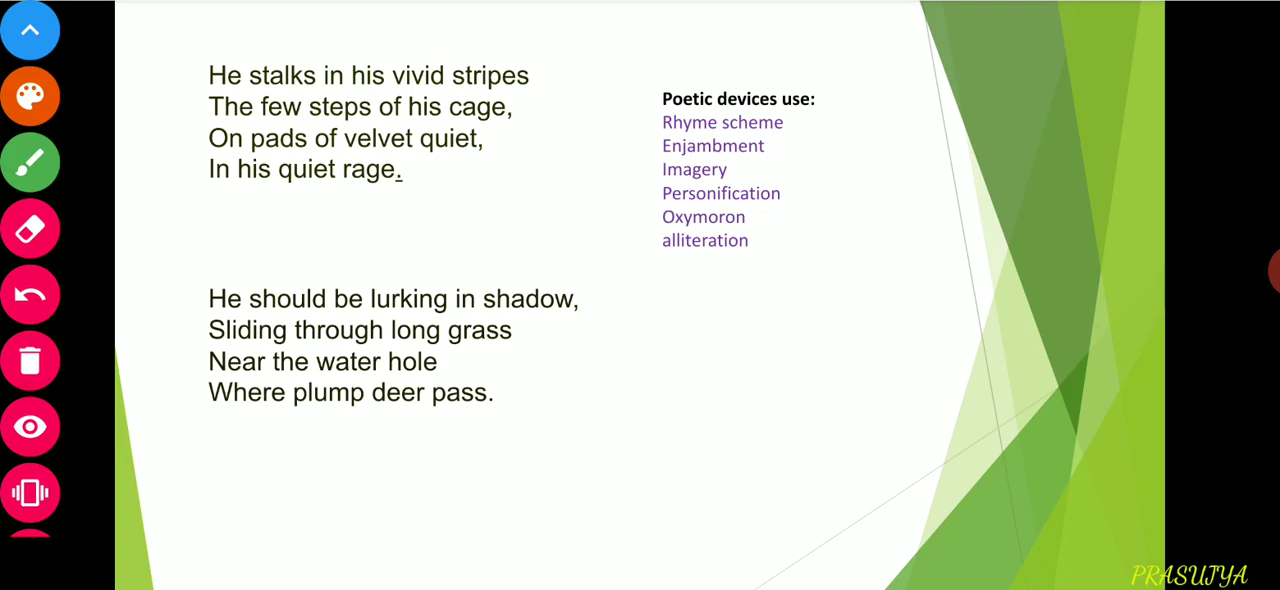 He stalks in his vivid stripes
The few steps of his cage,
On pads of velvet quiet,
In his quiet rage.
Poetic devices use:
Rhyme scheme
Enjambment
Imagery
Personification
Oxymoron
alliteration
He should be lurking in shadow,
Sliding through long grass
Near the water hole
Where plump deer pass.
PRASUJYA